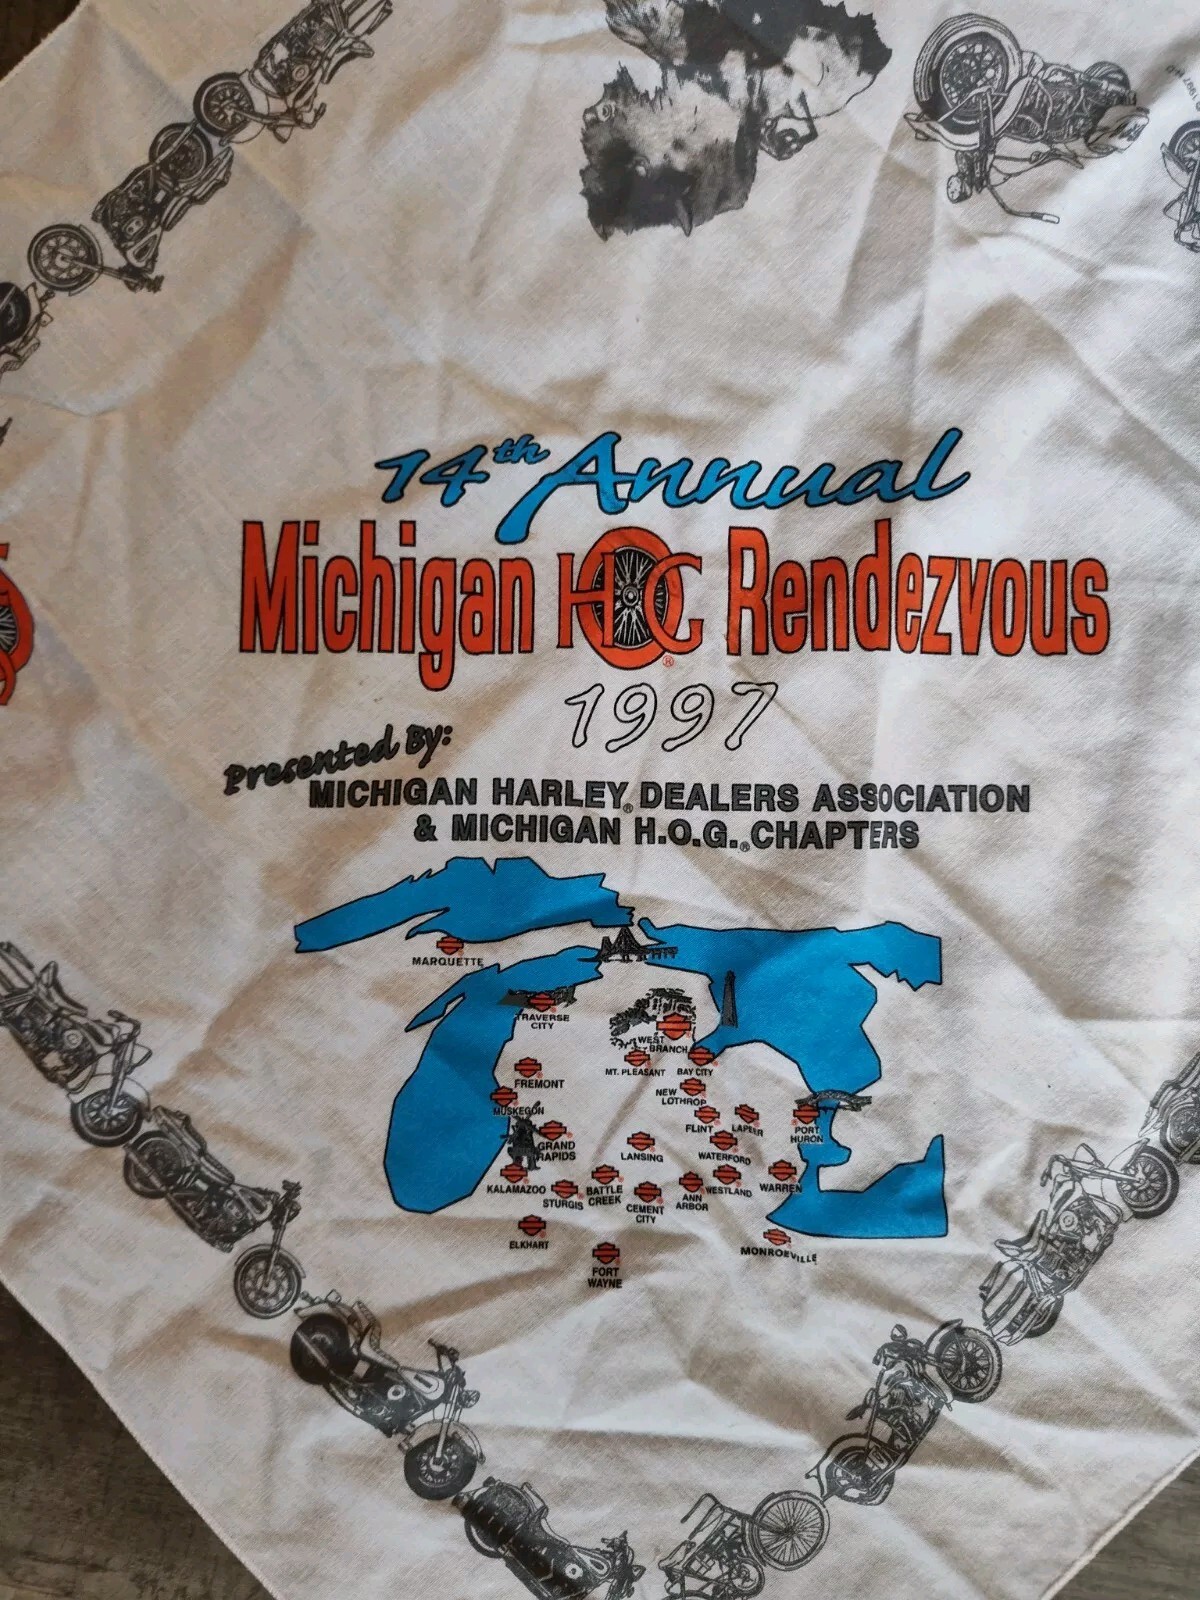 14th Annual
Michigan HOG® Rendezvous
1997
Presented By:
MICHIGAN HARLEY® DEALERS ASSOCIATION
& MICHIGAN H.O.G.® CHAPTERS
MARQUETTE
TRAVERSE
CITY
WEST
BRANCH
MT. PLEASANT
BAY CITY
FREMONT
NEW
LOTHROP
MUSKEGON
FLINT
LAPEER
PORT
HURON
GRAND
RAPIDS
LANSING
WATERFORD
KALAMAZOO
STURGIS
BATTLE
CREEK
CEMENT
CITY
ANN
ARBOR
WESTLAND
WARREN
ELKHART
MONROEVILLE
FORT
WAYNE